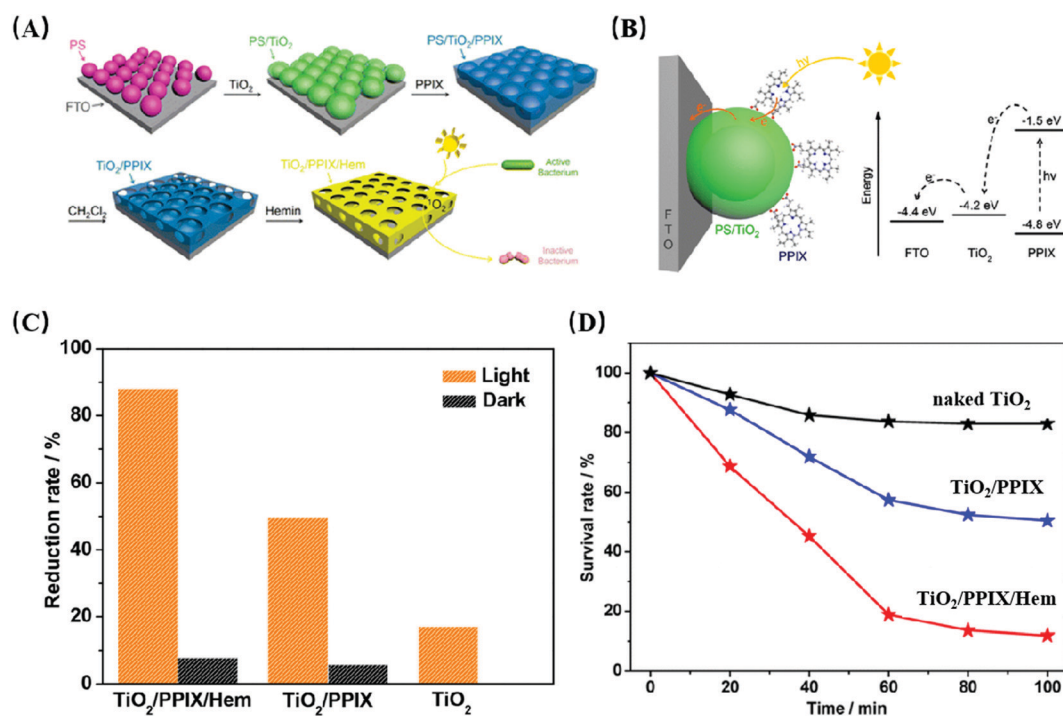 (A)
PS
PS/TiO2
PS/TiO2/PPIX
FTO
TiO2
PPIX
TiO2/PPIX
TiO2/PPIX/Hem
Active
Bacterium
CH2Cl2
Hemin
1O2
Inactive
Bacterium
(B)
hv
e-
e-
FTO
PS/TiO2
PPIX
Energy
e-
-1.5 eV
e-
hv
-4.4 eV
-4.2 eV
-4.8 eV
FTO
TiO2
PPIX
(C)
Reduction rate / %
100
80
60
40
20
0
Light
Dark
TiO2/PPIX/Hem
TiO2/PPIX
TiO2
(D)
Survival rate / %
100
80
60
40
20
0
naked TiO2
TiO2/PPIX
TiO2/PPIX/Hem
0 20 40 60 80 100
Time / min